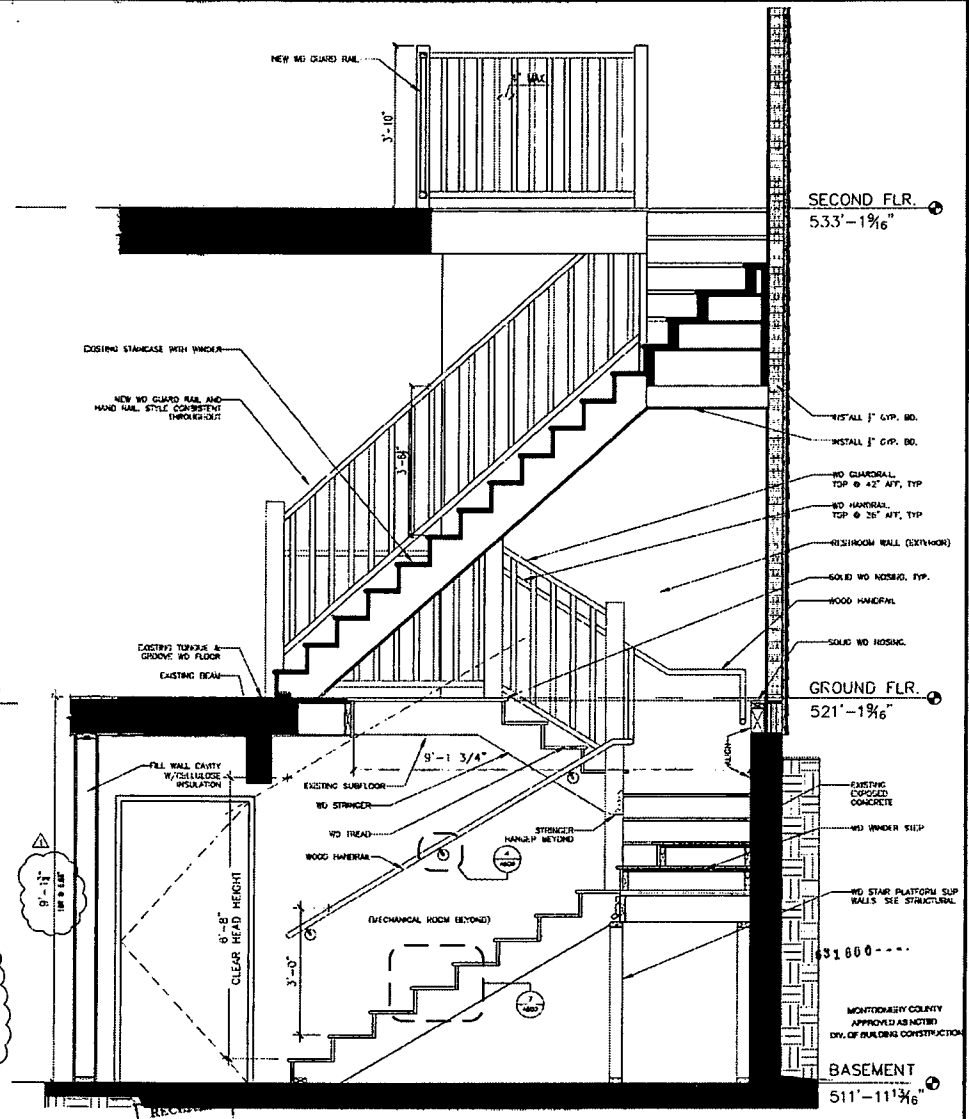 NEW WD GUARD RAIL
4" MAX
3'-10"
SECOND FLR.
533'-1 9/16"
EXISTING STAIRCASE WITH WINDER
NEW WD GUARD RAIL AND
HAND RAIL, STYLE CONSISTENT
THROUGHOUT
INSTALL GYP. BD.
INSTALL GYP. BD.
WD GUARDRAIL,
TOP @ 42" AFF, TYP
WD HANDRAIL,
TOP @ 36" AFF, TYP
RESTROOM WALL (EXTERIOR)
SOLID WD NOSING, TYP.
WOOD HANDRAIL
SOLID WD NOSING.
EXISTING TONGUE &
GROOVE WD FLOOR
EXISTING BEAM
GROUND FLR.
521'-1 9/16"
ALIGN
9'-1 3/4"
FILL WALL CAVITY
W/CELLULOSE
INSULATION
EXISTING SUBFLOOR
WD STRINGER
WD TREAD
WOOD HANDRAIL
STRINGER
HANGER BEYOND
EXISTING
EXPOSED
CONCRETE
WD WINDER STEP
WD STAIR PLATFORM SUP
WALLS SEE STRUCTURAL
1
4
6'-8"
CLEAR HEAD HEIGHT
(MECHANICAL ROOM BEYOND)
3'-0"
7
631600----
MONTGOMERY COUNTY
APPROVED AS NOTED
DIV. OF BUILDING CONSTRUCTION
BASEMENT
511'-11 13/16"